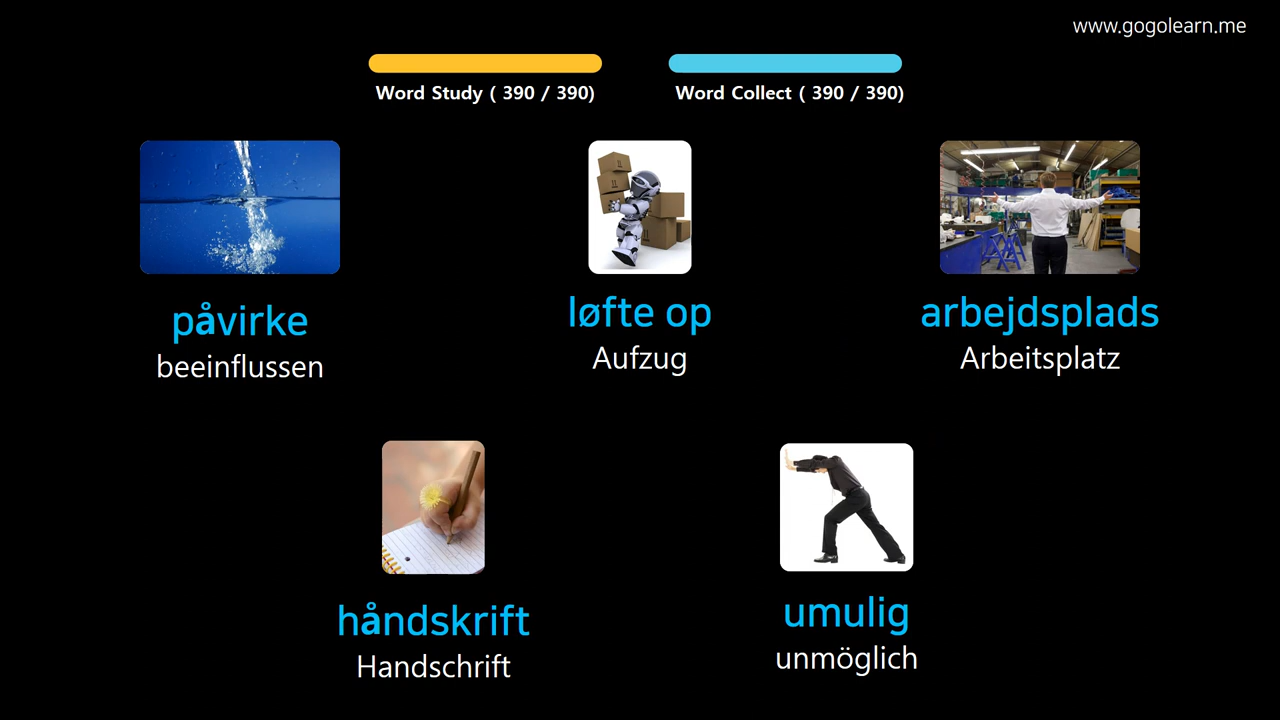 www.gogolearn.me
Word Study ( 390 / 390)
Word Collect ( 390 / 390)
påvirke
beeinflussen
løfte op
Aufzug
arbejdsplads
Arbeitsplatz
håndskrift
Handschrift
umulig
unmöglich